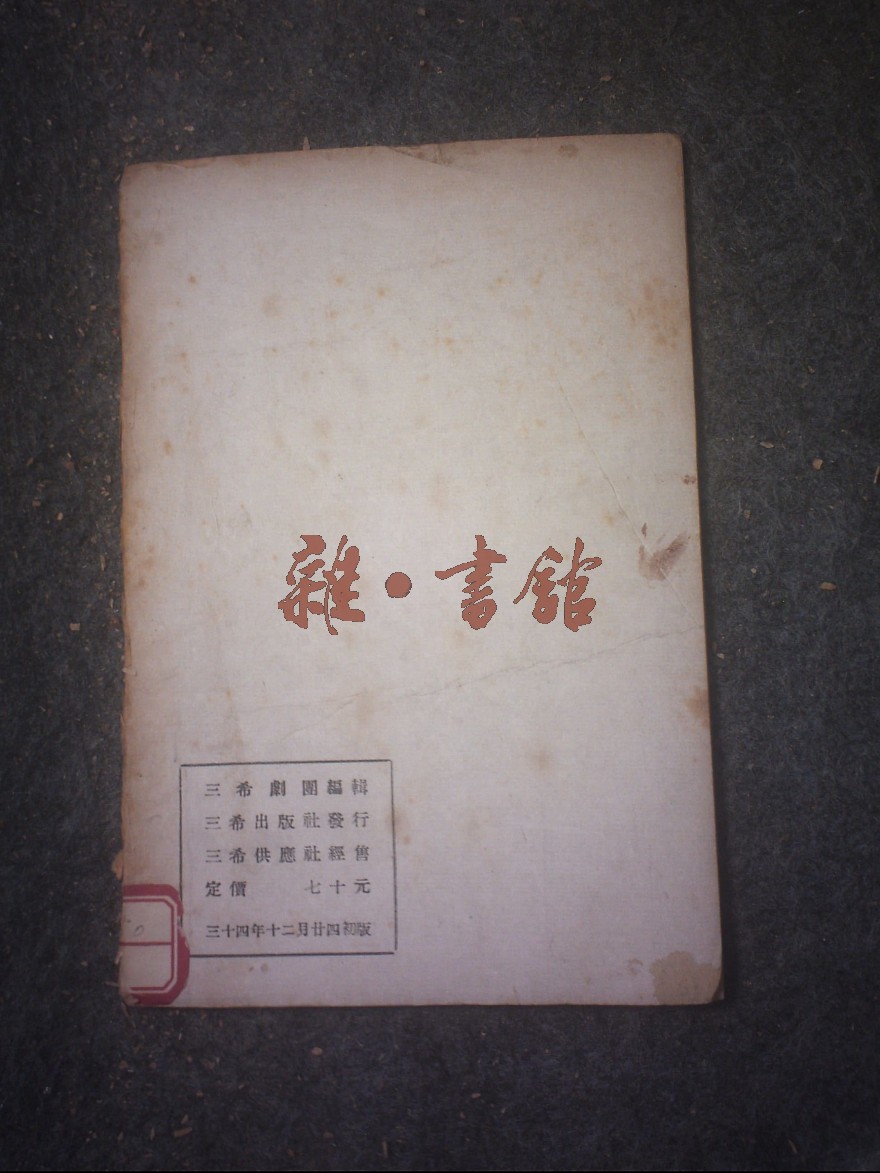 雜·書館
三希劇團編輯
三希出版社發行
三希供應社經售
定價 七十元
三十四年十二月廿四初版